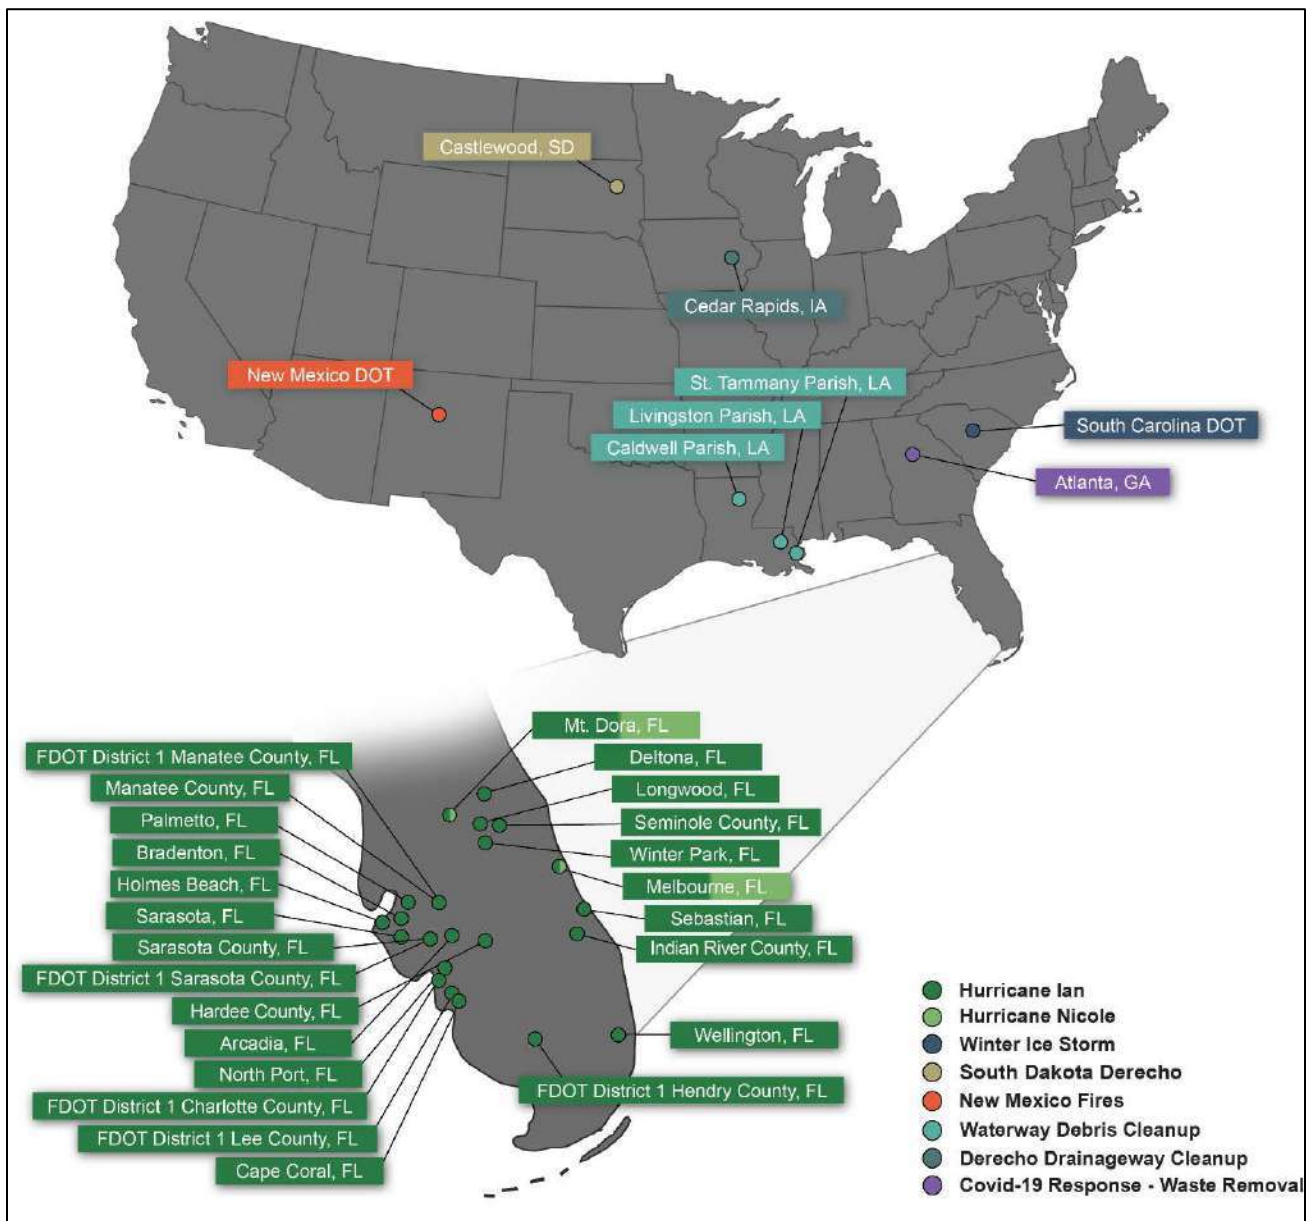 Castlewood, SD
Cedar Rapids, IA
New Mexico DOT
St. Tammany Parish, LA
Livingston Parish, LA
Caldwell Parish, LA
South Carolina DOT
Atlanta, GA
Mt. Dora, FL
FDOT District 1 Manatee County, FL
Manatee County, FL
Palmetto, FL
Bradenton, FL
Holmes Beach, FL
Sarasota, FL
Sarasota County, FL
FDOT District 1 Sarasota County, FL
Hardee County, FL
Arcadia, FL
North Port, FL
FDOT District 1 Charlotte County, FL
FDOT District 1 Lee County, FL
Cape Coral, FL
Deltona, FL
Longwood, FL
Seminole County, FL
Winter Park, FL
Melbourne, FL
Sebastian, FL
Indian River County, FL
Wellington, FL
FDOT District 1 Hendry County, FL
Hurricane Ian
Hurricane Nicole
Winter Ice Storm
South Dakota Derecho
New Mexico Fires
Waterway Debris Cleanup
Derecho Drainageway Cleanup
Covid-19 Response - Waste Removal